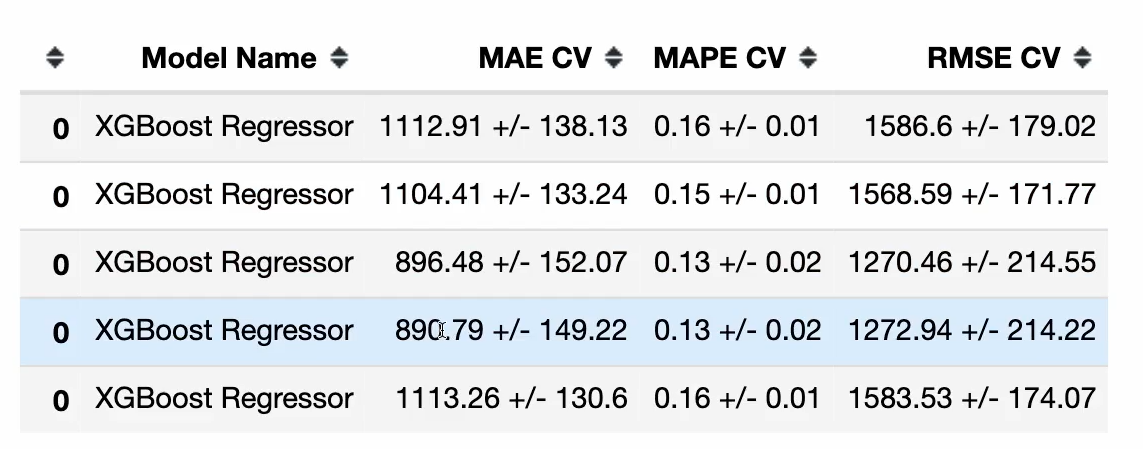 Model Name MAE CV MAPE CV RMSE CV
0 XGBoost Regressor 1112.91 +/- 138.13 0.16 +/- 0.01 1586.6 +/- 179.02
0 XGBoost Regressor 1104.41 +/- 133.24 0.15 +/- 0.01 1568.59 +/- 171.77
0 XGBoost Regressor 896.48 +/- 152.07 0.13 +/- 0.02 1270.46 +/- 214.55
0 XGBoost Regressor 890.79 +/- 149.22 0.13 +/- 0.02 1272.94 +/- 214.22
0 XGBoost Regressor 1113.26 +/- 130.6 0.16 +/- 0.01 1583.53 +/- 174.07